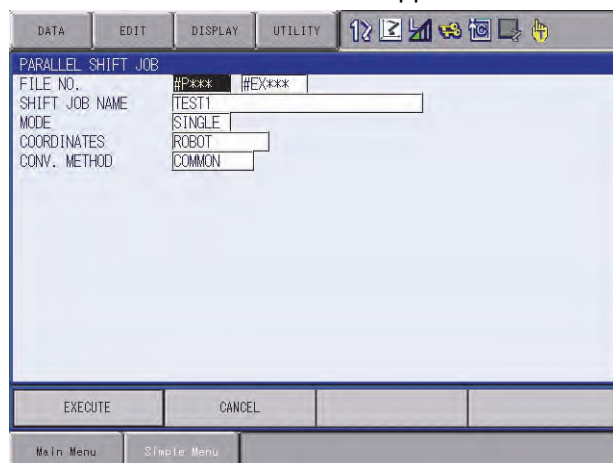 DATA EDIT DISPLAY UTILITY
PARALLEL SHIFT JOB
FILE NO. #P*** #EX***
SHIFT JOB NAME TEST1
MODE SINGLE
COORDINATES ROBOT
CONV. METHOD COMMON
EXECUTE CANCEL
Main Menu Simple Menu